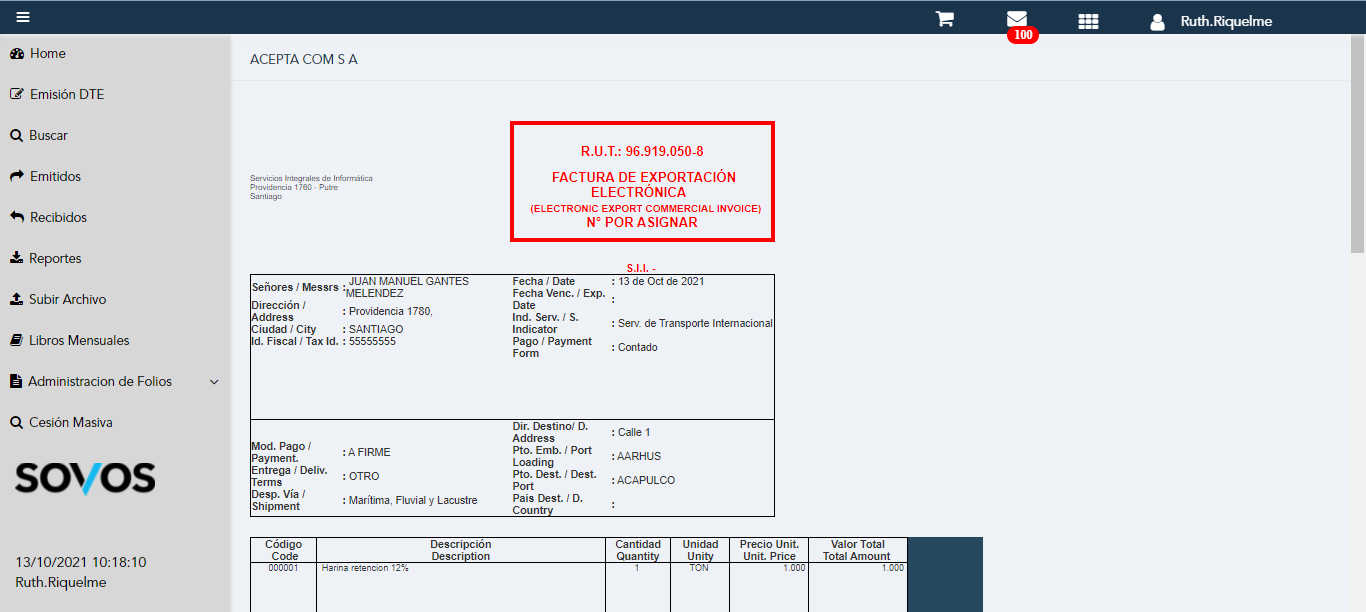 Ruth.Riquelme
100
Home
Emisión DTE
Buscar
Emitidos
Recibidos
Reportes
Subir Archivo
Libros Mensuales
Administracion de Folios
Cesión Masiva
SOVOS
13/10/2021 10:18:10
Ruth.Riquelme
ACEPTA COM S A
Servicios Integrales de Informática
Providencia 1760 - Putre
Santiago
R.U.T.: 96.919.050-8
FACTURA DE EXPORTACIÓN
ELECTRÓNICA
(ELECTRONIC EXPORT COMMERCIAL INVOICE)
N° POR ASIGNAR
S.I.I. -
Señores / Messrs : JUAN MANUEL GANTES
MELENDEZ
Dirección /
Address : Providencia 1780,
Ciudad / City : SANTIAGO
Id. Fiscal / Tax Id. : 55555555
Fecha / Date : 13 de Oct de 2021
Fecha Venc. / Exp.
Date :
Ind. Serv. / S.
Indicator : Serv. de Transporte Internacional
Pago / Payment
Form : Contado
Mod. Pago /
Payment. : A FIRME
Entrega / Deliv.
Terms : OTRO
Desp. Vía /
Shipment : Marítima, Fluvial y Lacustre
Dir. Destino/ D.
Address : Calle 1
Pto. Emb. / Port
Loading : AARHUS
Pto. Dest. / Dest.
Port : ACAPULCO
Pais Dest. / D.
Country :
Código Descripción Cantidad Unidad Precio Unit. Valor Total
Code Description Quantity Unity Unit. Price Total Amount
000001 Harina retencion 12% 1 TON 1.000 1.000